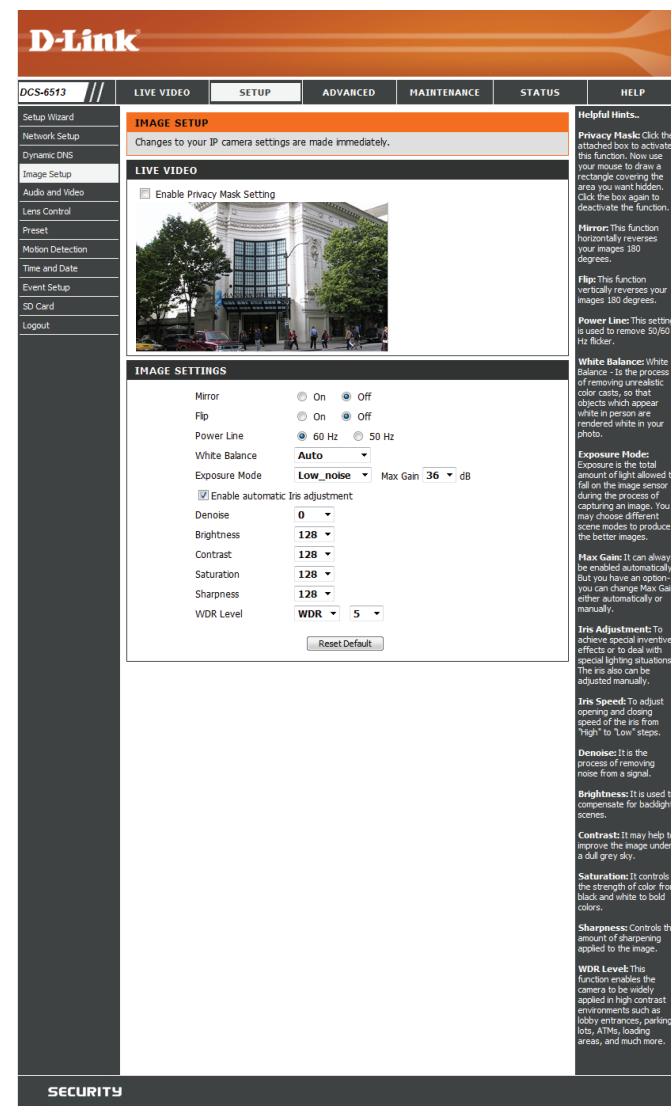 D-Link
DCS-6513 // LIVE VIDEO SETUP ADVANCED MAINTENANCE STATUS HELP
Setup Wizard
Network Setup
Dynamic DNS
Image Setup
Audio and Video
Lens Control
Preset
Motion Detection
Time and Date
Event Setup
SD Card
Logout
IMAGE SETUP
Changes to your IP camera settings are made immediately.
LIVE VIDEO
Enable Privacy Mask Setting
IMAGE SETTINGS
Mirror On Off
Flip On Off
Power Line 60 Hz 50 Hz
White Balance Auto
Exposure Mode Low_noise Max Gain 36 dB
Enable automatic Iris adjustment
Denoise 0
Brightness 128
Contrast 128
Saturation 128
Sharpness 128
WDR Level WDR 5
Reset Default
Helpful Hints..
Privacy Mask: Click the
attached box to activate
this function. Now use
your mouse to draw a
rectangle covering the
area you want hidden.
Click the box again to
deactivate the function.
Mirror: This function
horizontally reverses
your images 180
degrees.
Flip: This function
vertically reverses your
images 180 degrees.
Power Line: This setting
is used to remove 50/60
Hz flicker.
White Balance: White
Balance - Is the process
of removing unrealistic
color casts, so that
objects which appear
white in person are
rendered white in your
photo.
Exposure Mode:
Exposure is the total
amount of light allowed t
fall on the image sensor
during the process of
capturing an image. You
may choose different
scene modes to produce
the better images.
Max Gain: It can alway
be enabled automatically
But you have an option-
you can change Max Gai
either automatically or
manually.
Iris Adjustment: To
achieve special inventive
effects or to deal with
special lighting situations
The iris also can be
adjusted manually.
Iris Speed: To adjust
opening and closing
speed of the iris from
"High" to "Low" steps.
Denoise: It is the
process of removing
noise from a signal.
Brightness: It is used t
compensate for backlight
scenes.
Contrast: It may help to
improve the image under
a dull grey sky.
Saturation: It controls
the strength of color fro
black and white to bold
colors.
Sharpness: Controls th
amount of sharpening
applied to the image.
WDR Level: This
function enables the
camera to be widely
applied in high contrast
environments such as
lobby entrances, parking
lots, ATMs, loading
areas, and much more.
SECURITY